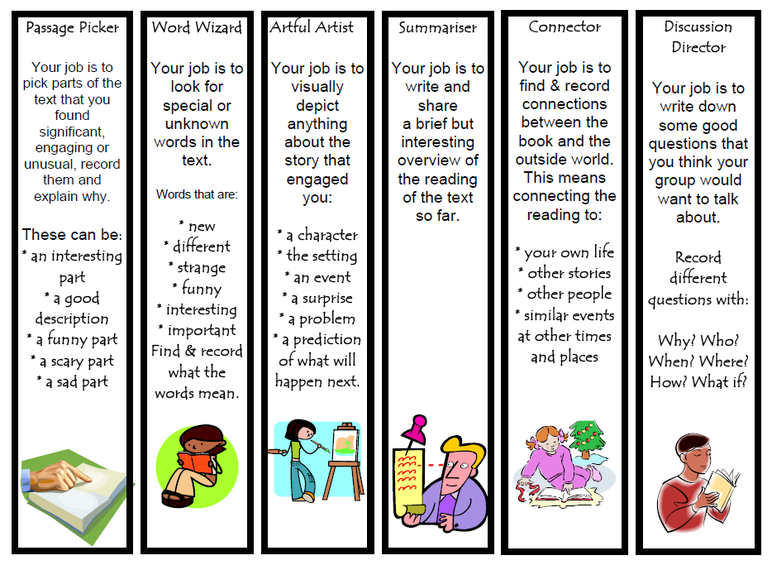 Passage Picker
Your job is to
pick parts of the
text that you
found
significant,
engaging or
unusual, record
them and
explain why.
These can be:
* an interesting
part
* a good
description
* a funny part
* a scary part
* a sad part
Word Wizard
Your job is to
look for
special or
unknown
words in the
text.
Words that are:
* new
* different
* strange
* funny
* interesting
* important
Find & record
what the
words mean.
Artful Artist
Your job is to
visually
depict
anything
about the
story that
engaged
you:
* a character
* the setting
* an event
* a surprise
* a problem
* a prediction
of what will
happen next.
Summariser
Your job is to
write and
share
a brief but
interesting
overview of
the reading
of the text
so far.
Connector
Your job is to
find & record
connections
between the
book and the
outside world.
This means
connecting the
reading to:
* your own life
* other stories
* other people
* similar events
at other times
and places
Discussion
Director
Your job is to
write down
some good
questions that
you think your
group would
want to talk
about.
Record
different
questions with:
Why? Who?
When? Where?
How? What if?